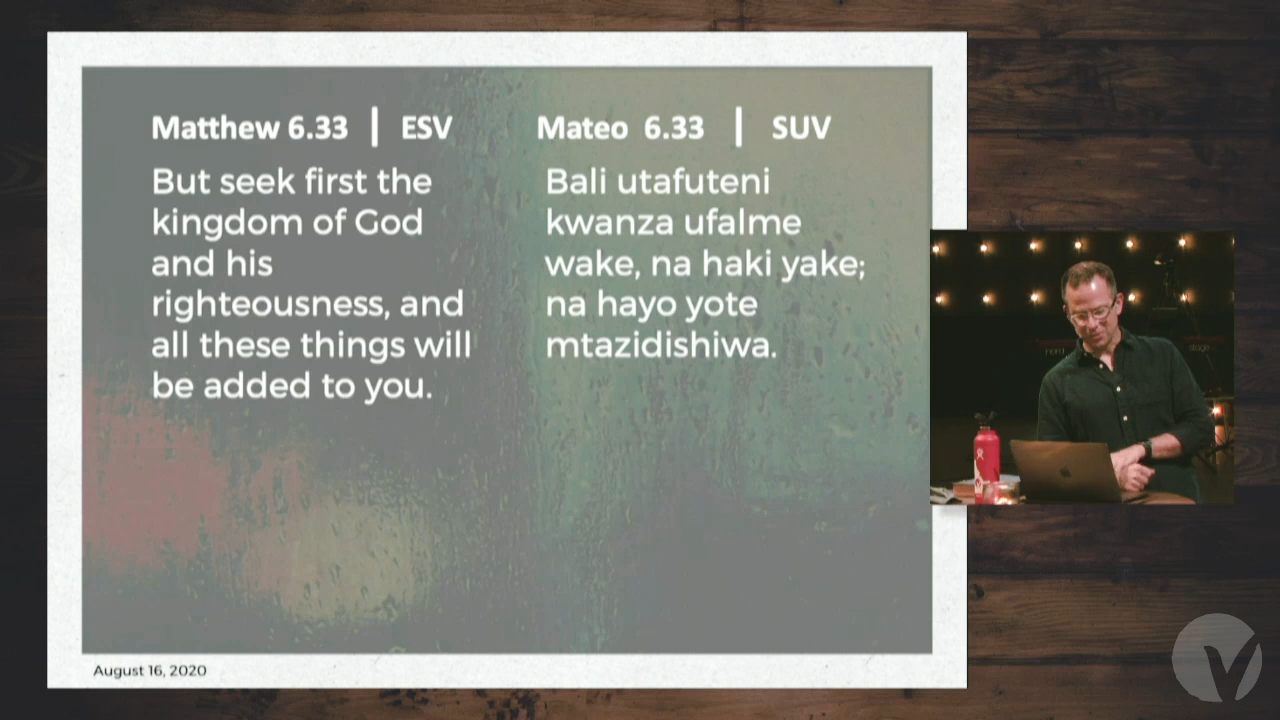 Matthew 6.33 | ESV
But seek first the
kingdom of God
and his
righteousness, and
all these things will
be added to you.
Mateo 6.33 | SUV
Bali utafuteni
kwanza ufalme
wake, na haki yake;
na hayo yote
mtazidishiwa.
nord
stage
August 16, 2020